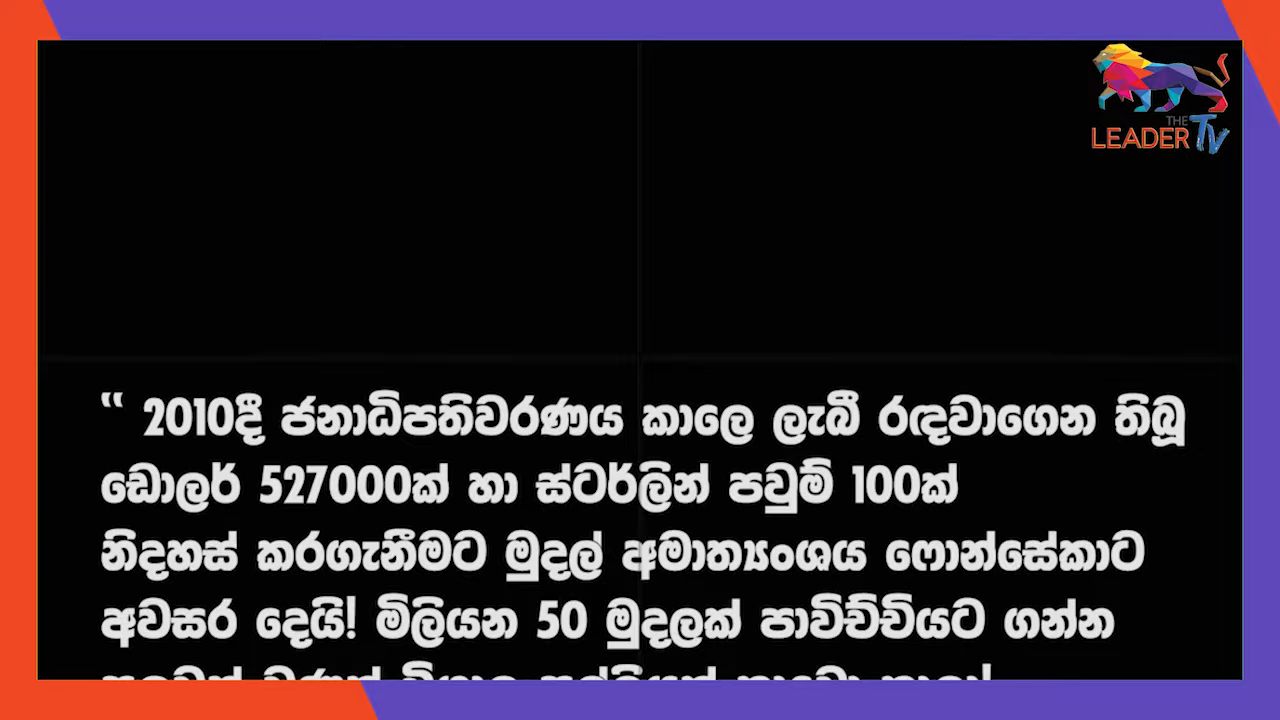 THE
LEADER TV
“ 2010දී ජනාධිපතිවරණය කාලෙ ලැබී රඳවාගෙන තිබූ
ඩොලර් 527000ක් හා ස්ටර්ලින් පවුම් 100ක්
නිදහස් කරගැනීමට මුදල් අමාත්‍යංශය ෆොන්සේකාට
අවසර දෙයි! මිලියන 50 මුදලක් පාවිච්චියට ගන්න